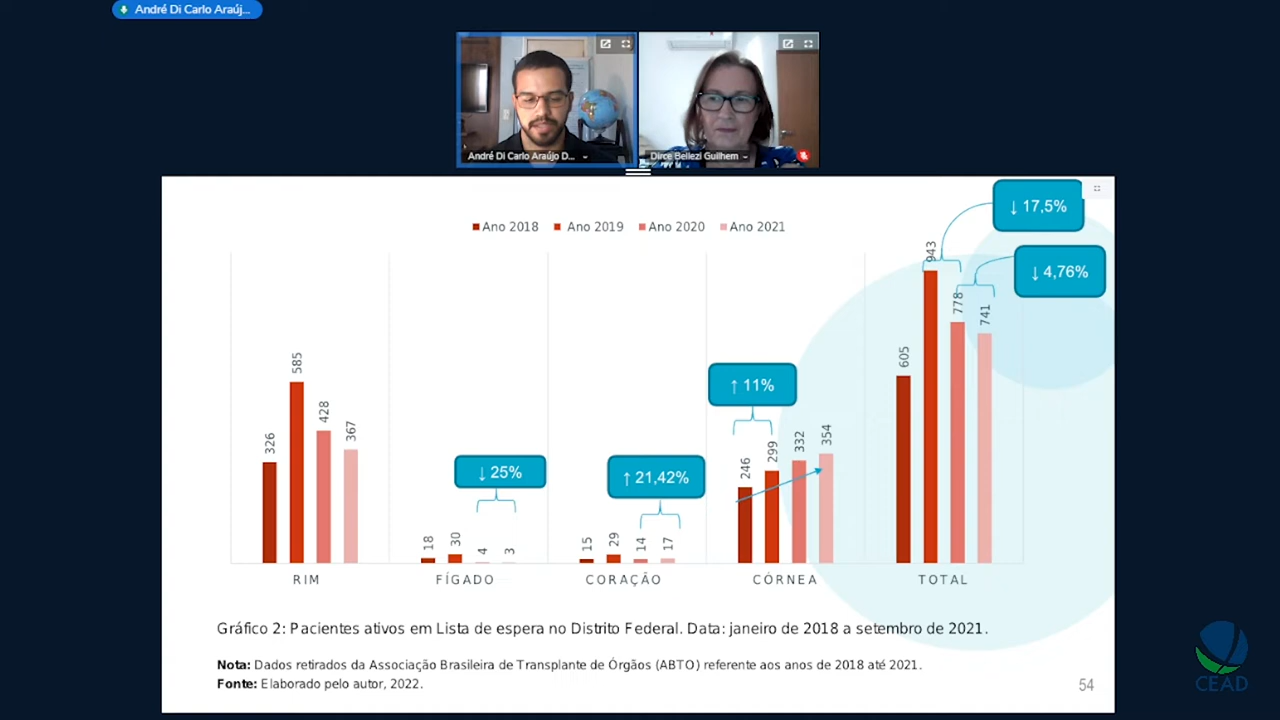 André Di Carlo Araúj...
André Di Carlo Araújo D...
Dirce Bellezi Guilhem
Ano 2018 Ano 2019 Ano 2020 Ano 2021
↓ 17,5%
↓ 4,76%
↑ 11%
↓ 25%
↑ 21,42%
326 585 428 367
18 30 4 3
15 29 14 17
246 299 332 354
605 943 778 741
RIM FÍGADO CORAÇÃO CÓRNEA TOTAL
Gráfico 2: Pacientes ativos em Lista de espera no Distrito Federal. Data: janeiro de 2018 a setembro de 2021.
Nota: Dados retirados da Associação Brasileira de Transplante de Órgãos (ABTO) referente aos anos de 2018 até 2021.
Fonte: Elaborado pelo autor, 2022.
54
CEAD